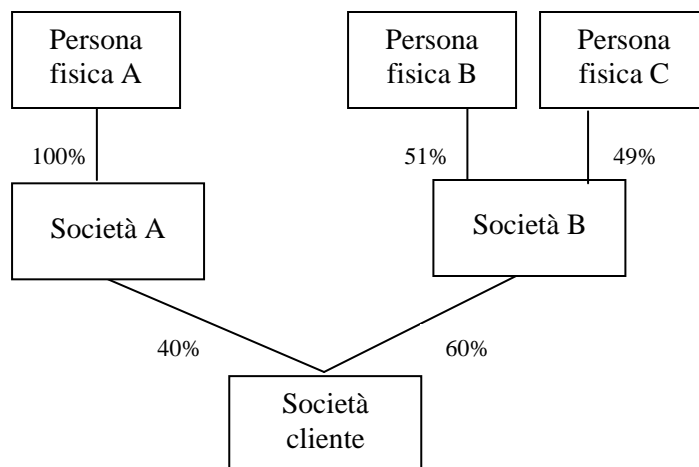 Persona
fisica A
Persona
fisica B
Persona
fisica C
100%
51%
49%
Società A
Società B
40%
60%
Società
cliente